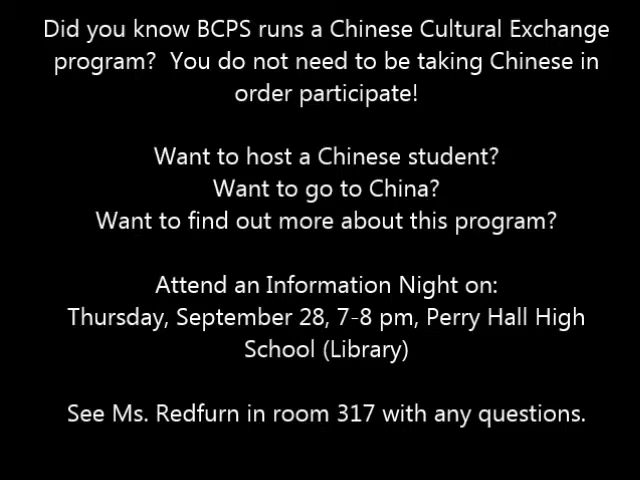 Did you know BCPS runs a Chinese Cultural Exchange
program?  You do not need to be taking Chinese in
order participate!
Want to host a Chinese student?
Want to go to China?
Want to find out more about this program?
Attend an Information Night on:
Thursday, September 28, 7-8 pm, Perry Hall High
School (Library)
See Ms. Redfurn in room 317 with any questions.